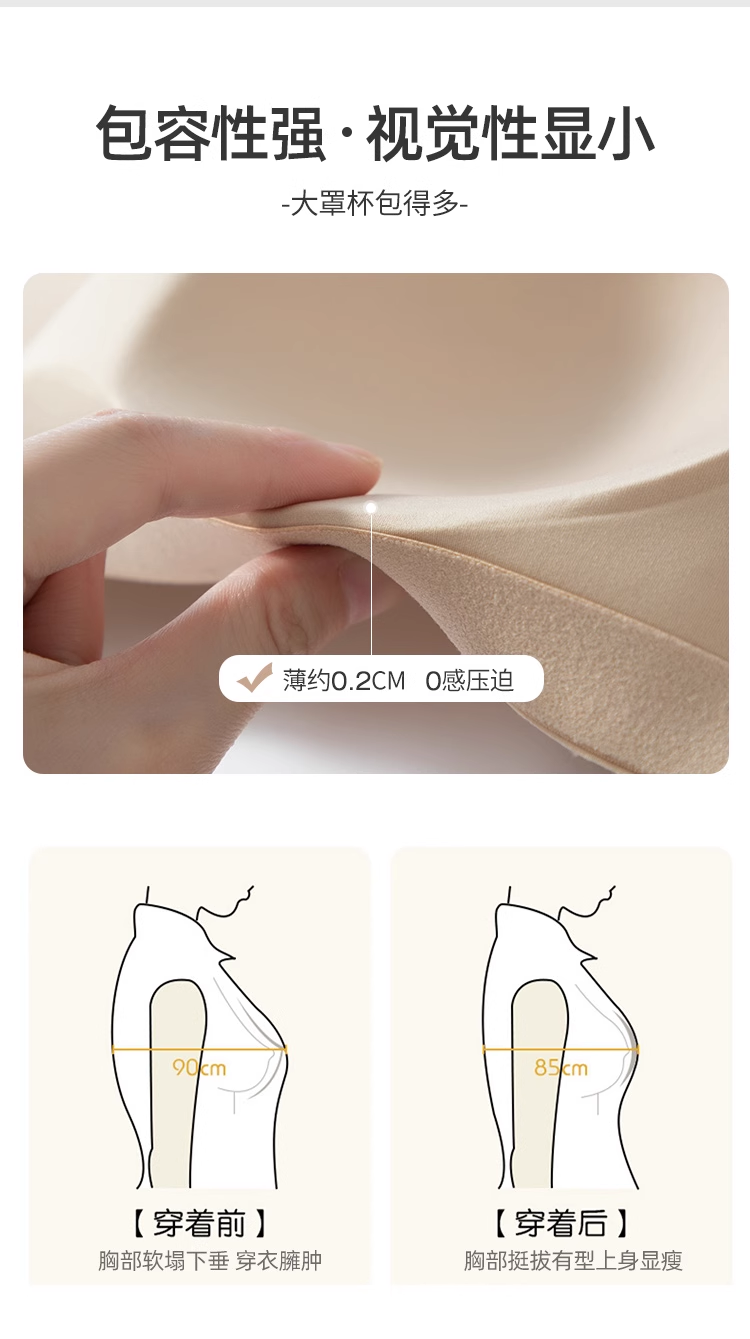 包容性强·视觉性显小
-大罩杯包得多-
薄约0.2CM 0感压迫
90cm
85cm
【穿着前】
胸部软塌下垂 穿衣臃肿
【穿着后】
胸部挺拔有型上身显瘦